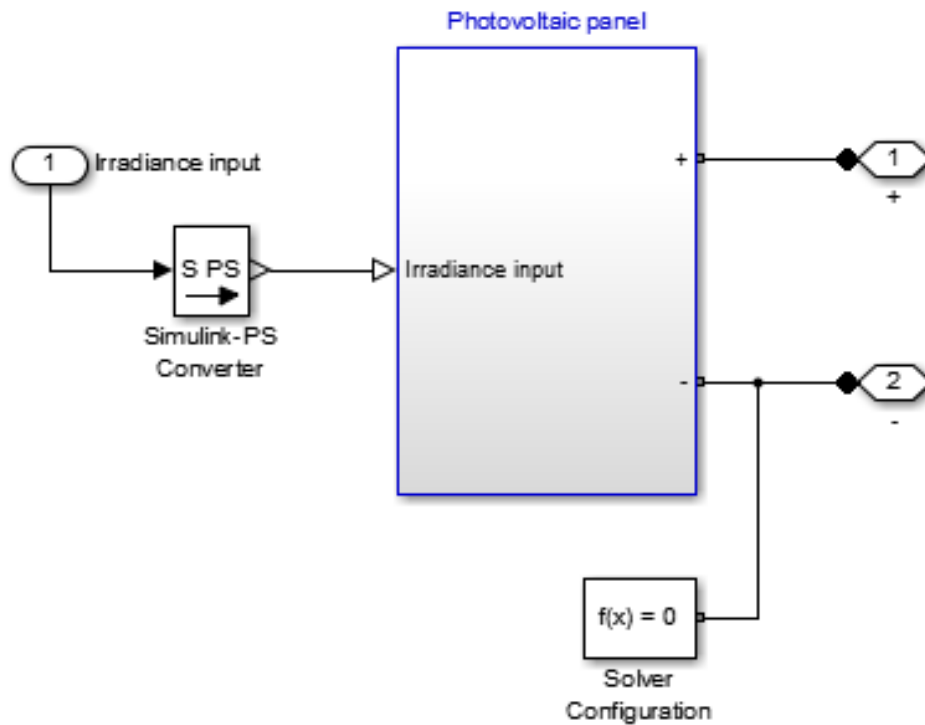 Photovoltaic panel
1
Irradiance input
+
1
+
S PS
Irradiance input
Simulink-PS
Converter
-
2
-
f(x) = 0
Solver
Configuration